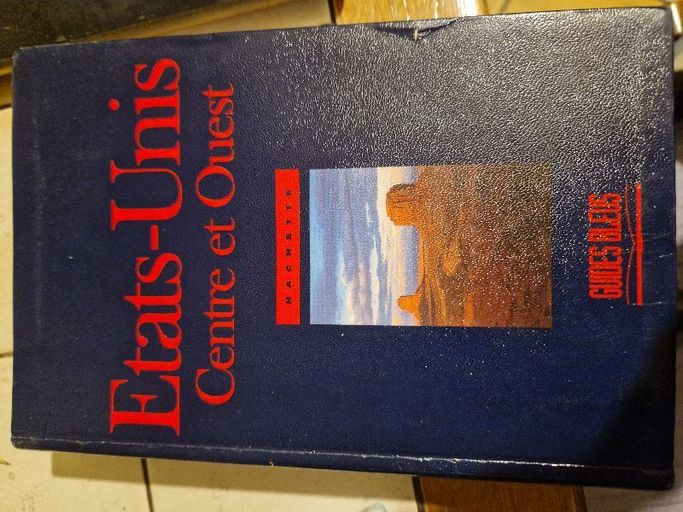 Etats-Unis
Centre et Ouest
HACHETTE
GUIDES BLEUS